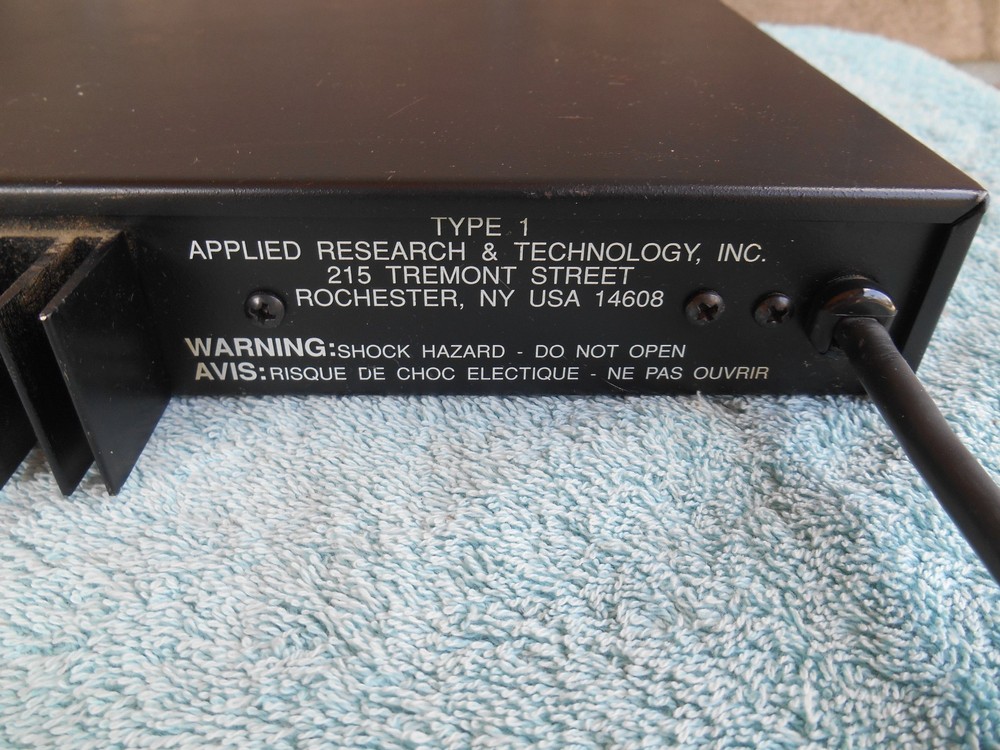 TYPE 1
APPLIED RESEARCH & TECHNOLOGY, INC.
215 TREMONT STREET
ROCHESTER, NY USA 14608
WARNING:SHOCK HAZARD - DO NOT OPEN
AVIS:RISQUE DE CHOC ELECTIQUE - NE PAS OUVRIR